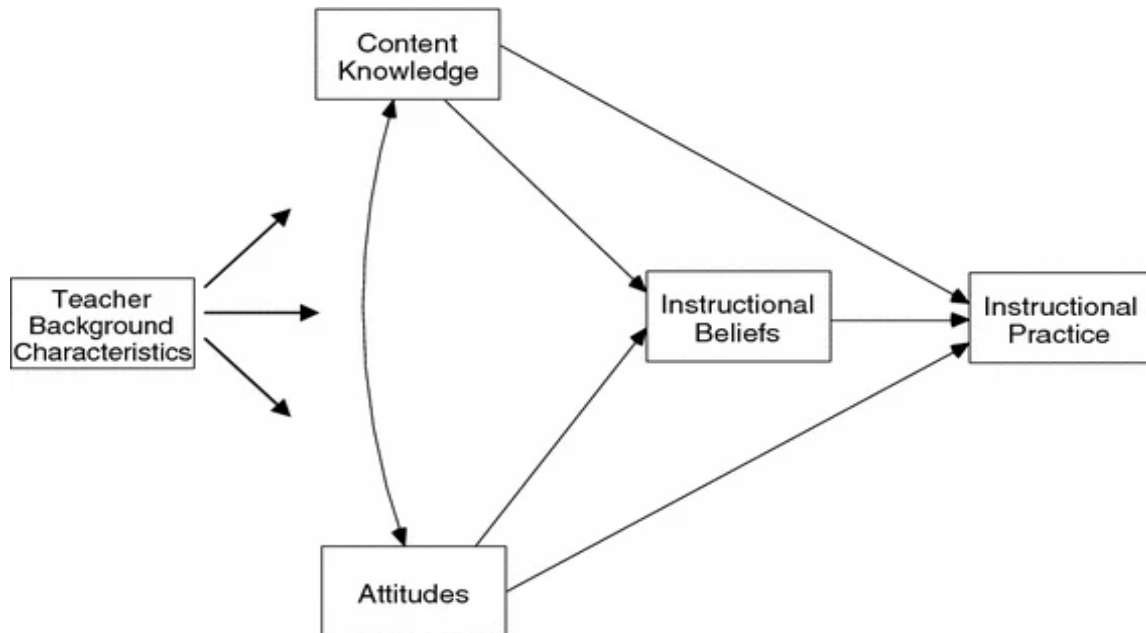 Content
Knowledge
Teacher
Background
Characteristics
Instructional
Beliefs
Instructional
Practice
Attitudes